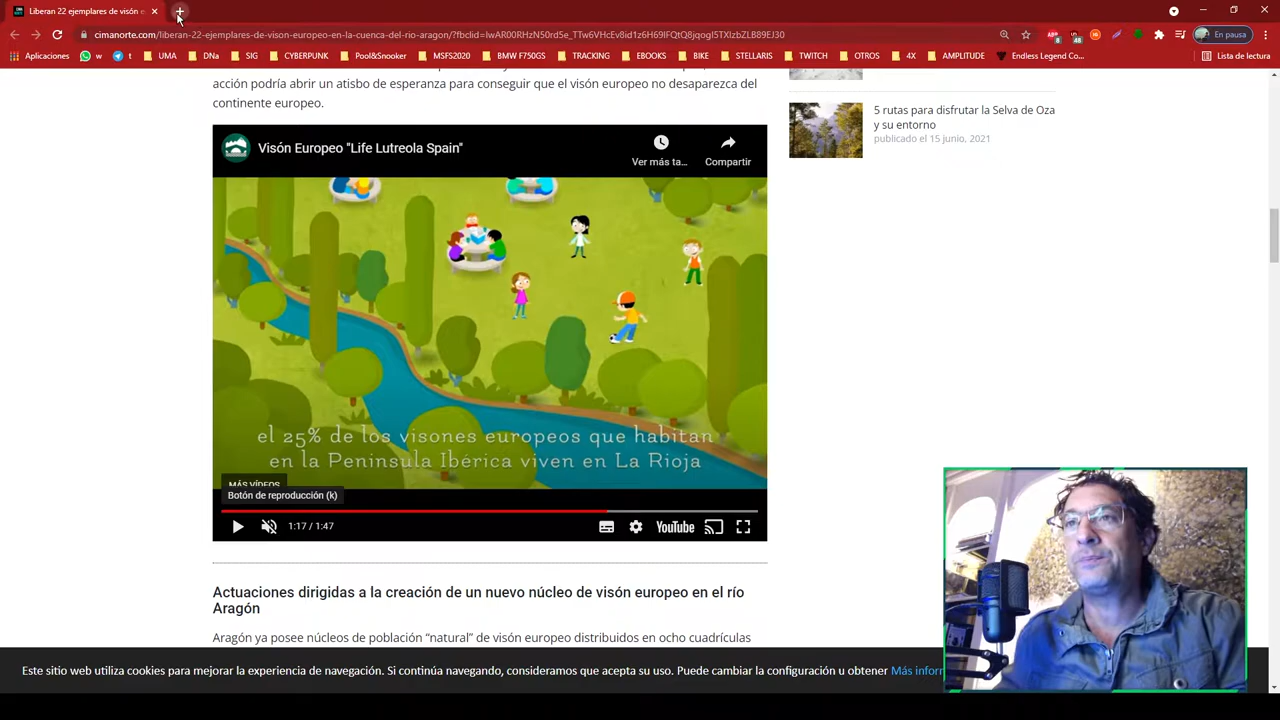 Liberan 22 ejemplares de visón e
cimanorte.com/liberan-22-ejemplares-de-vison-europeo-en-la-cuenca-del-rio-aragon/?fbclid=
En pausa
Aplicaciones
w
t
UMA
DNa
SIG
CYBERPUNK
Pool&Snooker
MSFS2020
BMW F750GS
TRACKING
EBOOKS
BIKE
STELLARIS
TWITCH
OTROS
4X
AMPLITUDE
Endless Legend Co...
Lista de lectura
acción podría abrir un atisbo de esperanza para conseguir que el visón europeo no desaparezca del
continente europeo.
5 rutas para disfrutar la Selva de Oza
y su entorno
publicado el 15 junio, 2021
Visón Europeo "Life Lutreola Spain"
Ver más ta...
Compartir
el 25% de los visones europeos que habitan
en la Península Ibérica viven en La Rioja
MÁS VÍDEOS
Botón de reproducción (k)
1:17 / 1:47
YouTube
Actuaciones dirigidas a la creación de un nuevo núcleo de visón europeo en el río
Aragón
Aragón ya posee núcleos de población “natural” de visón europeo distribuidos en ocho cuadrículas
Este sitio web utiliza cookies para mejorar la experiencia de navegación. Si continúa navegando, consideramos que acepta su uso. Puede cambiar la configuración u obtener Más inforn